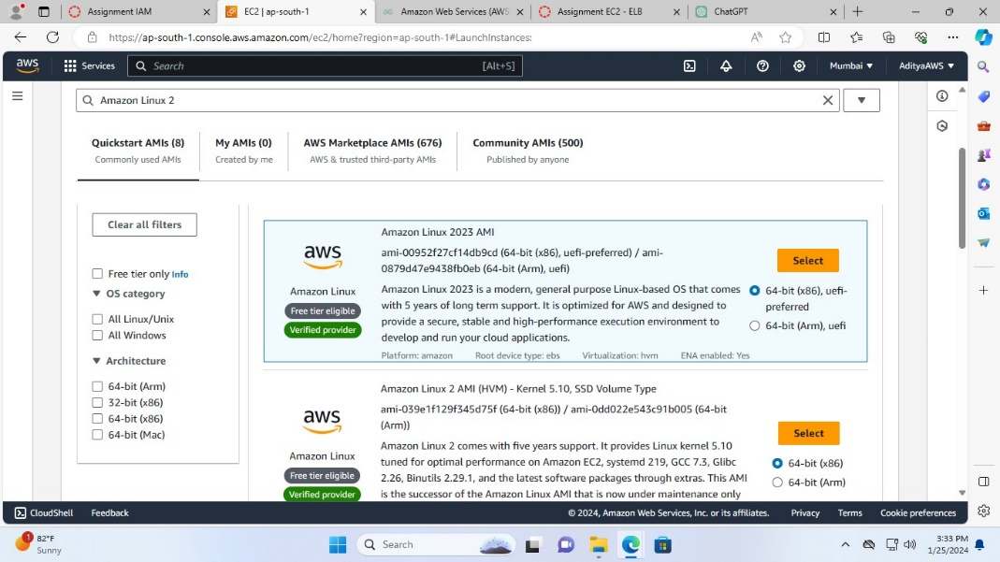 Assignment IAM
EC2 | ap-south-1
Amazon Web Services (AWS
Assignment EC2 - ELB
ChatGPT
https://ap-south-1.console.aws.amazon.com/ec2/home?region=ap-south-1#LaunchInstances:
aws
Services
Search
[Alt+S]
Mumbai
AdityaAWS
Amazon Linux 2
Quickstart AMIs (8)
Commonly used AMIs
My AMIs (0)
Created by me
AWS Marketplace AMIs (676)
AWS & trusted third-party AMIs
Community AMIs (500)
Published by anyone
Clear all filters
Free tier only Info
OS category
All Linux/Unix
All Windows
Architecture
64-bit (Arm)
32-bit (x86)
64-bit (x86)
64-bit (Mac)
aws
Amazon Linux
Free tier eligible
Verified provider
Amazon Linux 2023 AMI
ami-00952f27cf14db9cd (64-bit (x86), uefi-preferred) / ami-
0879d47e9438fb0eb (64-bit (Arm), uefi)
Amazon Linux 2023 is a modern, general purpose Linux-based OS that comes
with 5 years of long term support. It is optimized for AWS and designed to
provide a secure, stable and high-performance execution environment to
develop and run your cloud applications.
Platform: amazon Root device type: ebs Virtualization: hvm ENA enabled: Yes
Select
64-bit (x86), uefi-
preferred
64-bit (Arm), uefi
aws
Amazon Linux
Free tier eligible
Verified provider
Amazon Linux 2 AMI (HVM) - Kernel 5.10, SSD Volume Type
ami-039e1f129f345d75f (64-bit (x86)) / ami-0dd022e543c91b005 (64-bit
(Arm))
Amazon Linux 2 comes with five years support. It provides Linux kernel 5.10
tuned for optimal performance on Amazon EC2, systemd 219, GCC 7.3, Glibc
2.26, Binutils 2.29.1, and the latest software packages through extras. This AMI
is the successor of the Amazon Linux AMI that is now under maintenance only
Select
64-bit (x86)
64-bit (Arm)
CloudShell
Feedback
© 2024, Amazon Web Services, Inc. or its affiliates.
Privacy
Terms
Cookie preferences
1
82°F
Sunny
Search
3:33 PM
1/25/2024